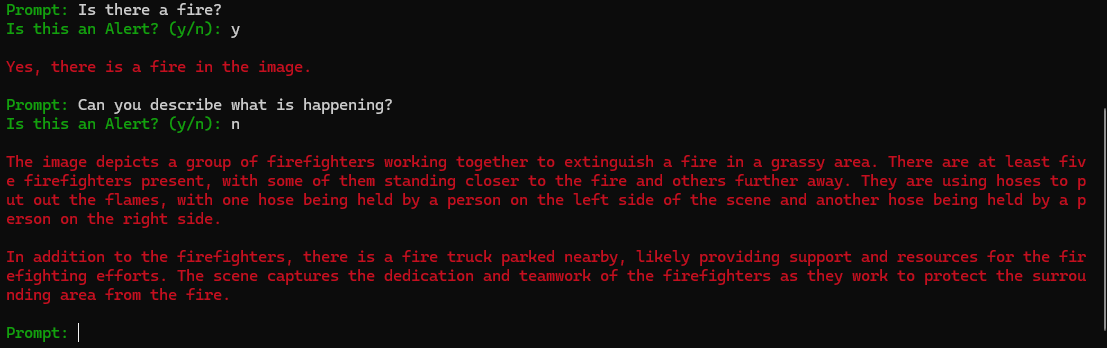 Prompt: Is there a fire?
Is this an Alert? (y/n): y
Yes, there is a fire in the image.
Prompt: Can you describe what is happening?
Is this an Alert? (y/n): n
The image depicts a group of firefighters working together to extinguish a fire in a grassy area. There are at least fiv
e firefighters present, with some of them standing closer to the fire and others further away. They are using hoses to p
ut out the flames, with one hose being held by a person on the left side of the scene and another hose being held by a p
erson on the right side.
In addition to the firefighters, there is a fire truck parked nearby, likely providing support and resources for the fir
efighting efforts. The scene captures the dedication and teamwork of the firefighters as they work to protect the surrou
nding area from the fire.
Prompt: